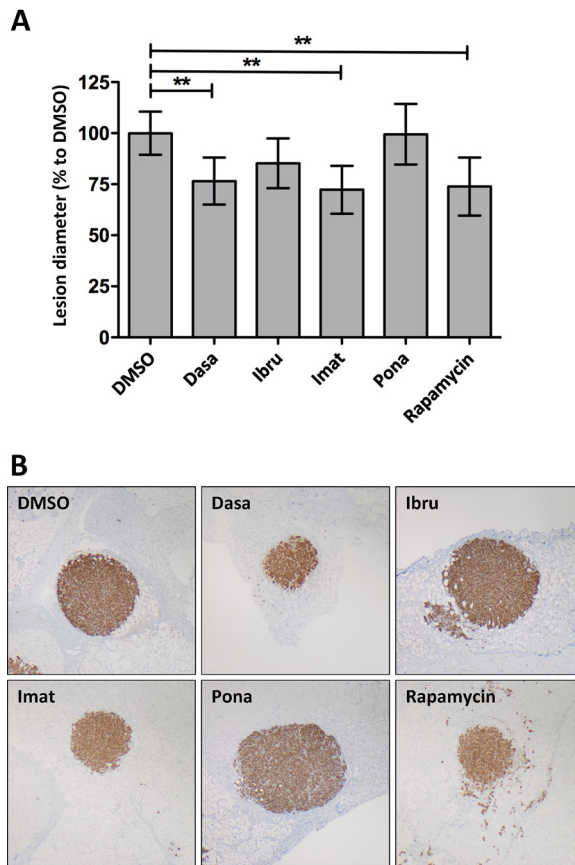 A
**
**
**
Lesion diameter (% to DMSO)
125
100
75
50
25
0
DMSO
Dasa
Ibru
Imat
Pona
Rapamycin
B
DMSO
Dasa
Ibru
Imat
Pona
Rapamycin